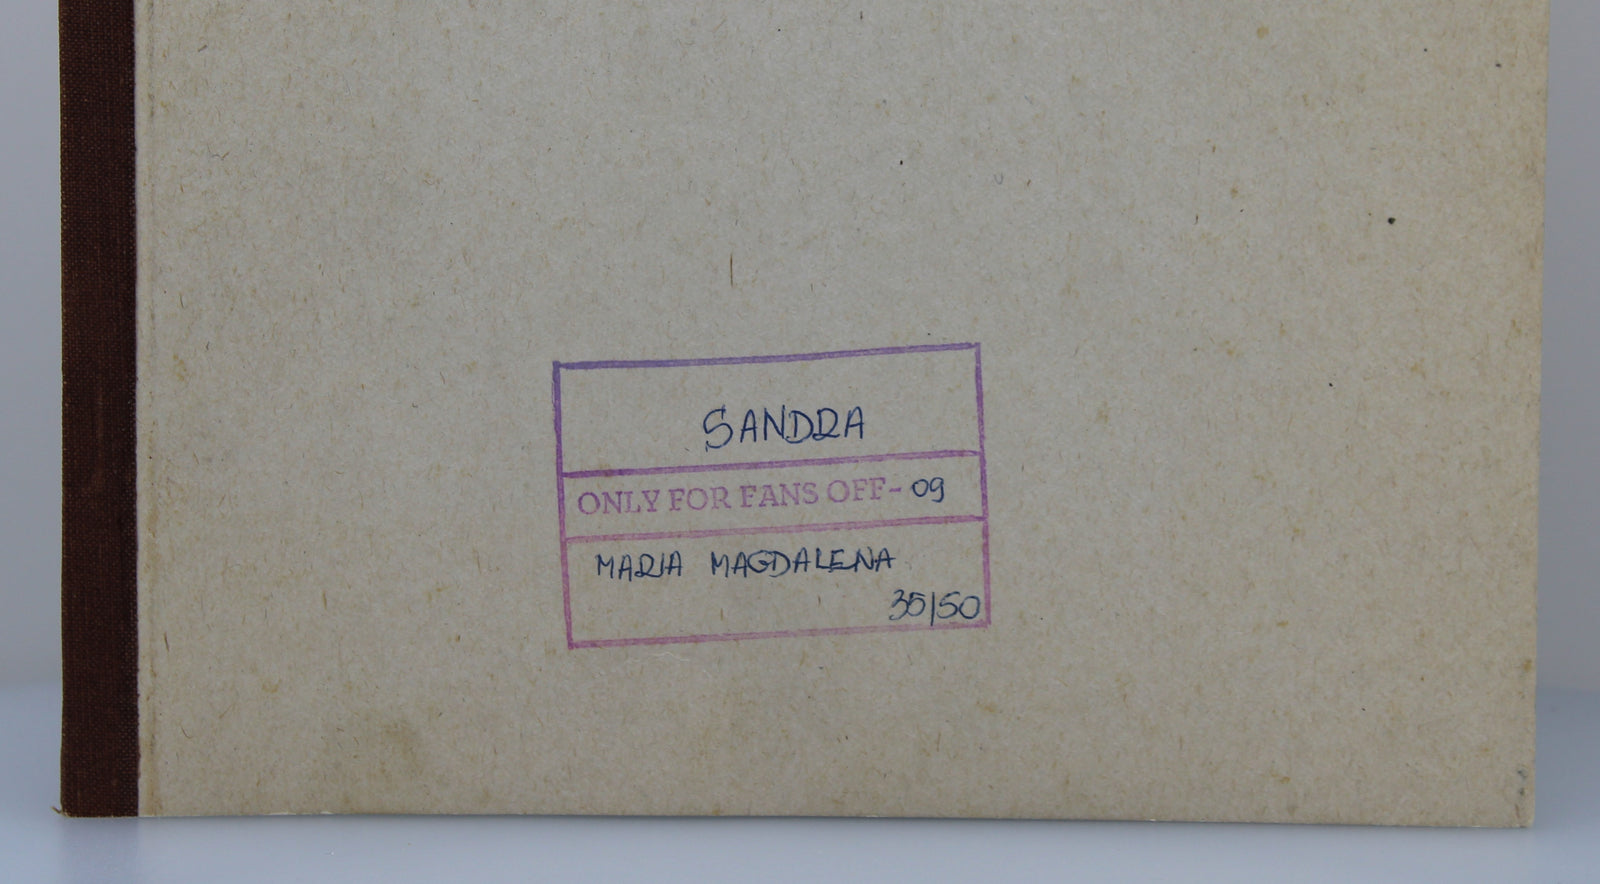 SANDRA
ONLY FOR FANS OFF- 09
MARIA MAGDALENA
35/50